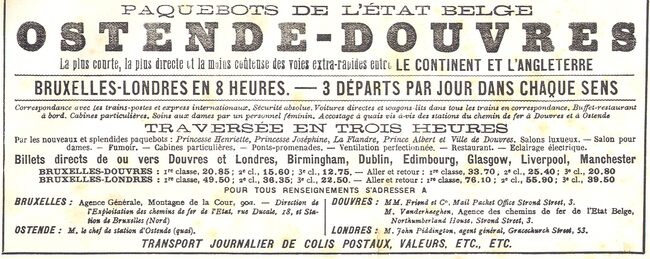 PAQUEBOTS DE L'ÉTAT BELGE
OSTENDE-DOUVRES
La plus courte, la plus directe et la moins coûteuse des voies extra-rapides entre LE CONTINENT ET L'ANGLETERRE
BRUXELLES-LONDRES EN 8 HEURES. — 3 DÉPARTS PAR JOUR DANS CHAQUE SENS
Correspondance avec les trains-postes et express internationaux. Sécurité absolue. Voitures directes et wagons-lits dans tous les trains en correspondance. Buffet-restaurant
à bord. Cabines particulières. Soins aux dames par un personnel féminin. Accostage à quais vis à-vis des stations du chemin de fer à Douvres et à Ostende
TRAVERSÉE EN TROIS HEURES
Par les nouveaux et splendides paquebots : Princesse Henriette, Princesse Joséphine, La Flandre, Prince Albert et Ville de Douvres. Salons luxueux. — Salon pour
dames. — Fumoir. — Cabines particulières. — Ponts-promenades. — Ventilation perfectionnée. — Restaurant. — Eclairage électrique.
Billets directs de ou vers Douvres et Londres, Birmingham, Dublin, Edimbourg, Glasgow, Liverpool, Manchester
BRUXELLES-DOUVRES : 1re classe, 20.85; 2e cl., 15.60; 3e cl., 12.75. — Aller et retour : 1re classe, 33.70; 2e cl., 25.40; 3e cl., 20.80
BRUXELLES-LONDRES : 1re classe, 49.50; 2e cl., 36.35; 3e cl., 22.50. — Aller et retour : 1re classe, 76.10; 2e cl., 55.90; 3e cl., 39.50
POUR TOUS RENSEIGNEMENTS S'ADRESSER A
BRUXELLES : Agence Générale, Montagne de la Cour, 90a. — Direction de
l'Exploitation des chemins de fer de l'Etat, rue Ducale, 18, et Sta-
tion de Bruxelles (Nord)
OSTENDE : M. le chef de station d'Ostende (quai).
DOUVRES : MM. Friend et Co. Mail Packet Office Strond Street, 3.
M. Vanderheeghen, Agence des chemins de fer de l'Etat Belge,
Northumberland House, Strond Street, 3.
LONDRES : M. John Piddington, agent général, Gracechurch Street, 53.
TRANSPORT JOURNALIER DE COLIS POSTAUX, VALEURS, ETC., ETC.